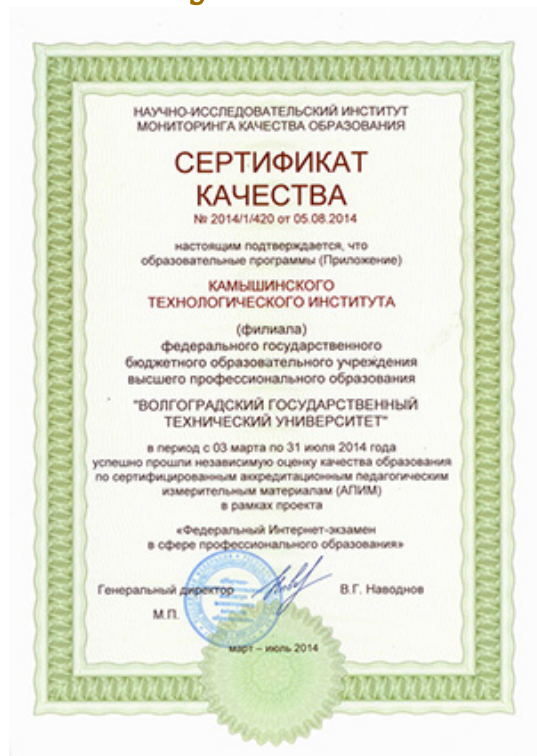 НАУЧНО-ИССЛЕДОВАТЕЛЬСКИЙ ИНСТИТУТ
МОНИТОРИНГА КАЧЕСТВА ОБРАЗОВАНИЯ
СЕРТИФИКАТ
КАЧЕСТВА
№ 2014/1/420 от 05.08.2014
настоящим подтверждается, что
образовательные программы (Приложение)
КАМЫШИНСКОГО
ТЕХНОЛОГИЧЕСКОГО ИНСТИТУТА
(филиала)
федерального государственного
бюджетного образовательного учреждения
высшего профессионального образования
"ВОЛГОГРАДСКИЙ ГОСУДАРСТВЕННЫЙ
ТЕХНИЧЕСКИЙ УНИВЕРСИТЕТ"
в период с 03 марта по 31 июля 2014 года
успешно прошли независимую оценку качества образования
по сертифицированным аккредитационным педагогическим
измерительным материалам (АПИМ)
в рамках проекта
«Федеральный Интернет-экзамен
в сфере профессионального образования»
Генеральный директор В.Г. Наводнов
М.П.
март – июль 2014